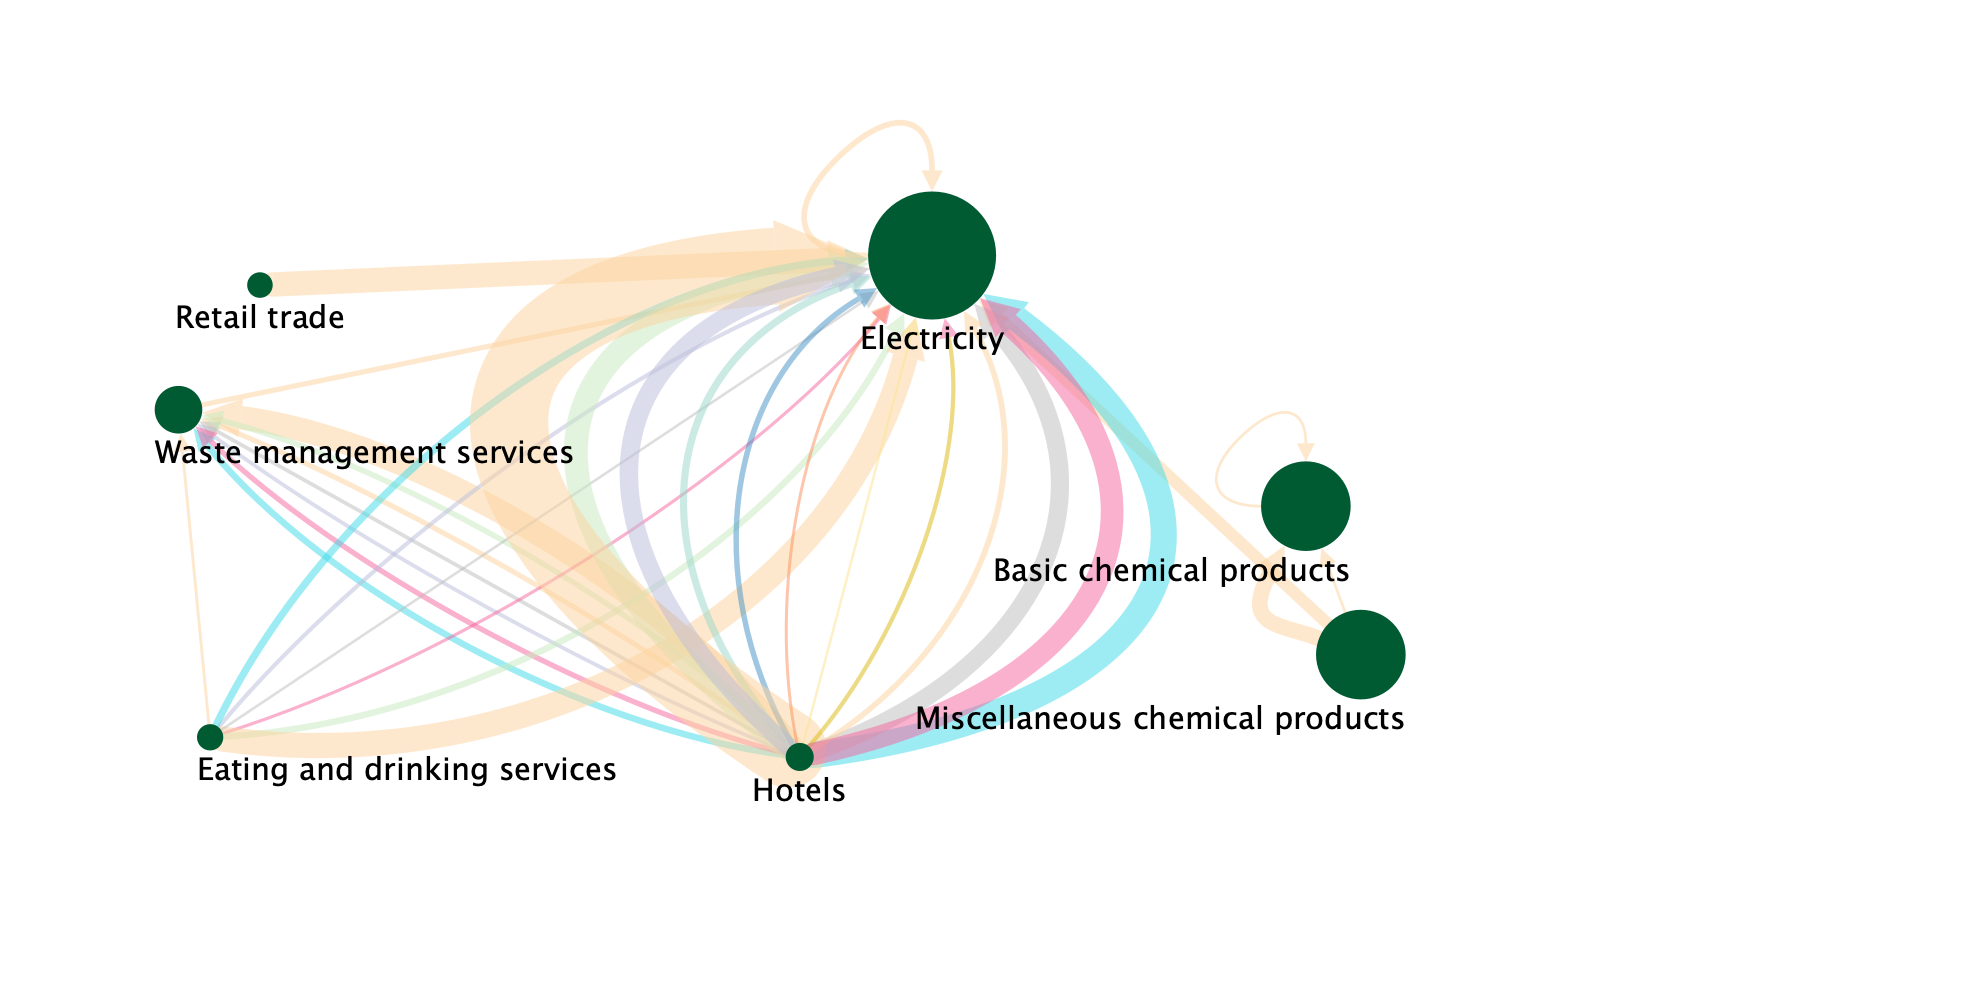 Retail trade
Electricity
Waste management services
Basic chemical products
Miscellaneous chemical products
Eating and drinking services
Hotels